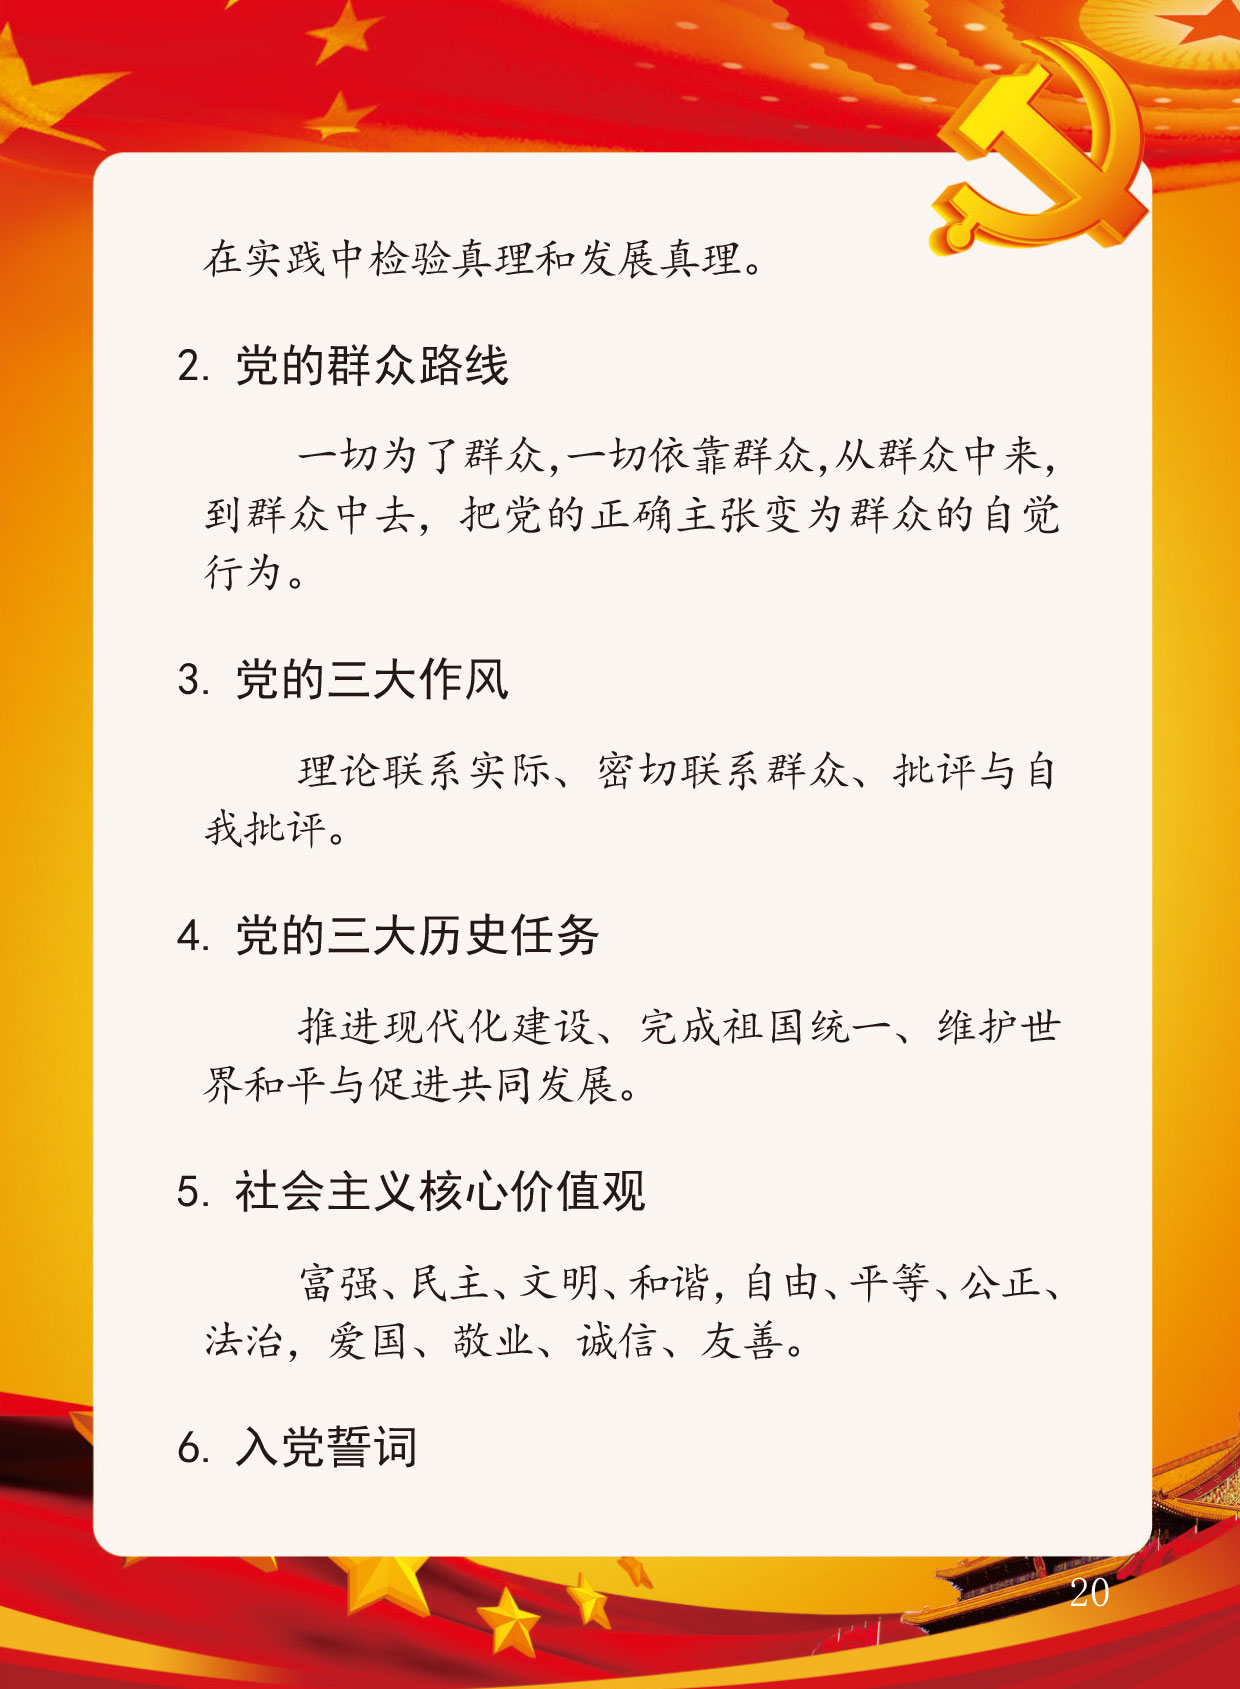 在实践中检验真理和发展真理。
2. 党的群众路线
一切为了群众,一切依靠群众,从群众中来,
到群众中去，把党的正确主张变为群众的自觉
行为。
3. 党的三大作风
理论联系实际、密切联系群众、批评与自
我批评。
4. 党的三大历史任务
推进现代化建设、完成祖国统一、维护世
界和平与促进共同发展。
5. 社会主义核心价值观
富强、民主、文明、和谐，自由、平等、公正、
法治，爱国、敬业、诚信、友善。
6. 入党誓词
20